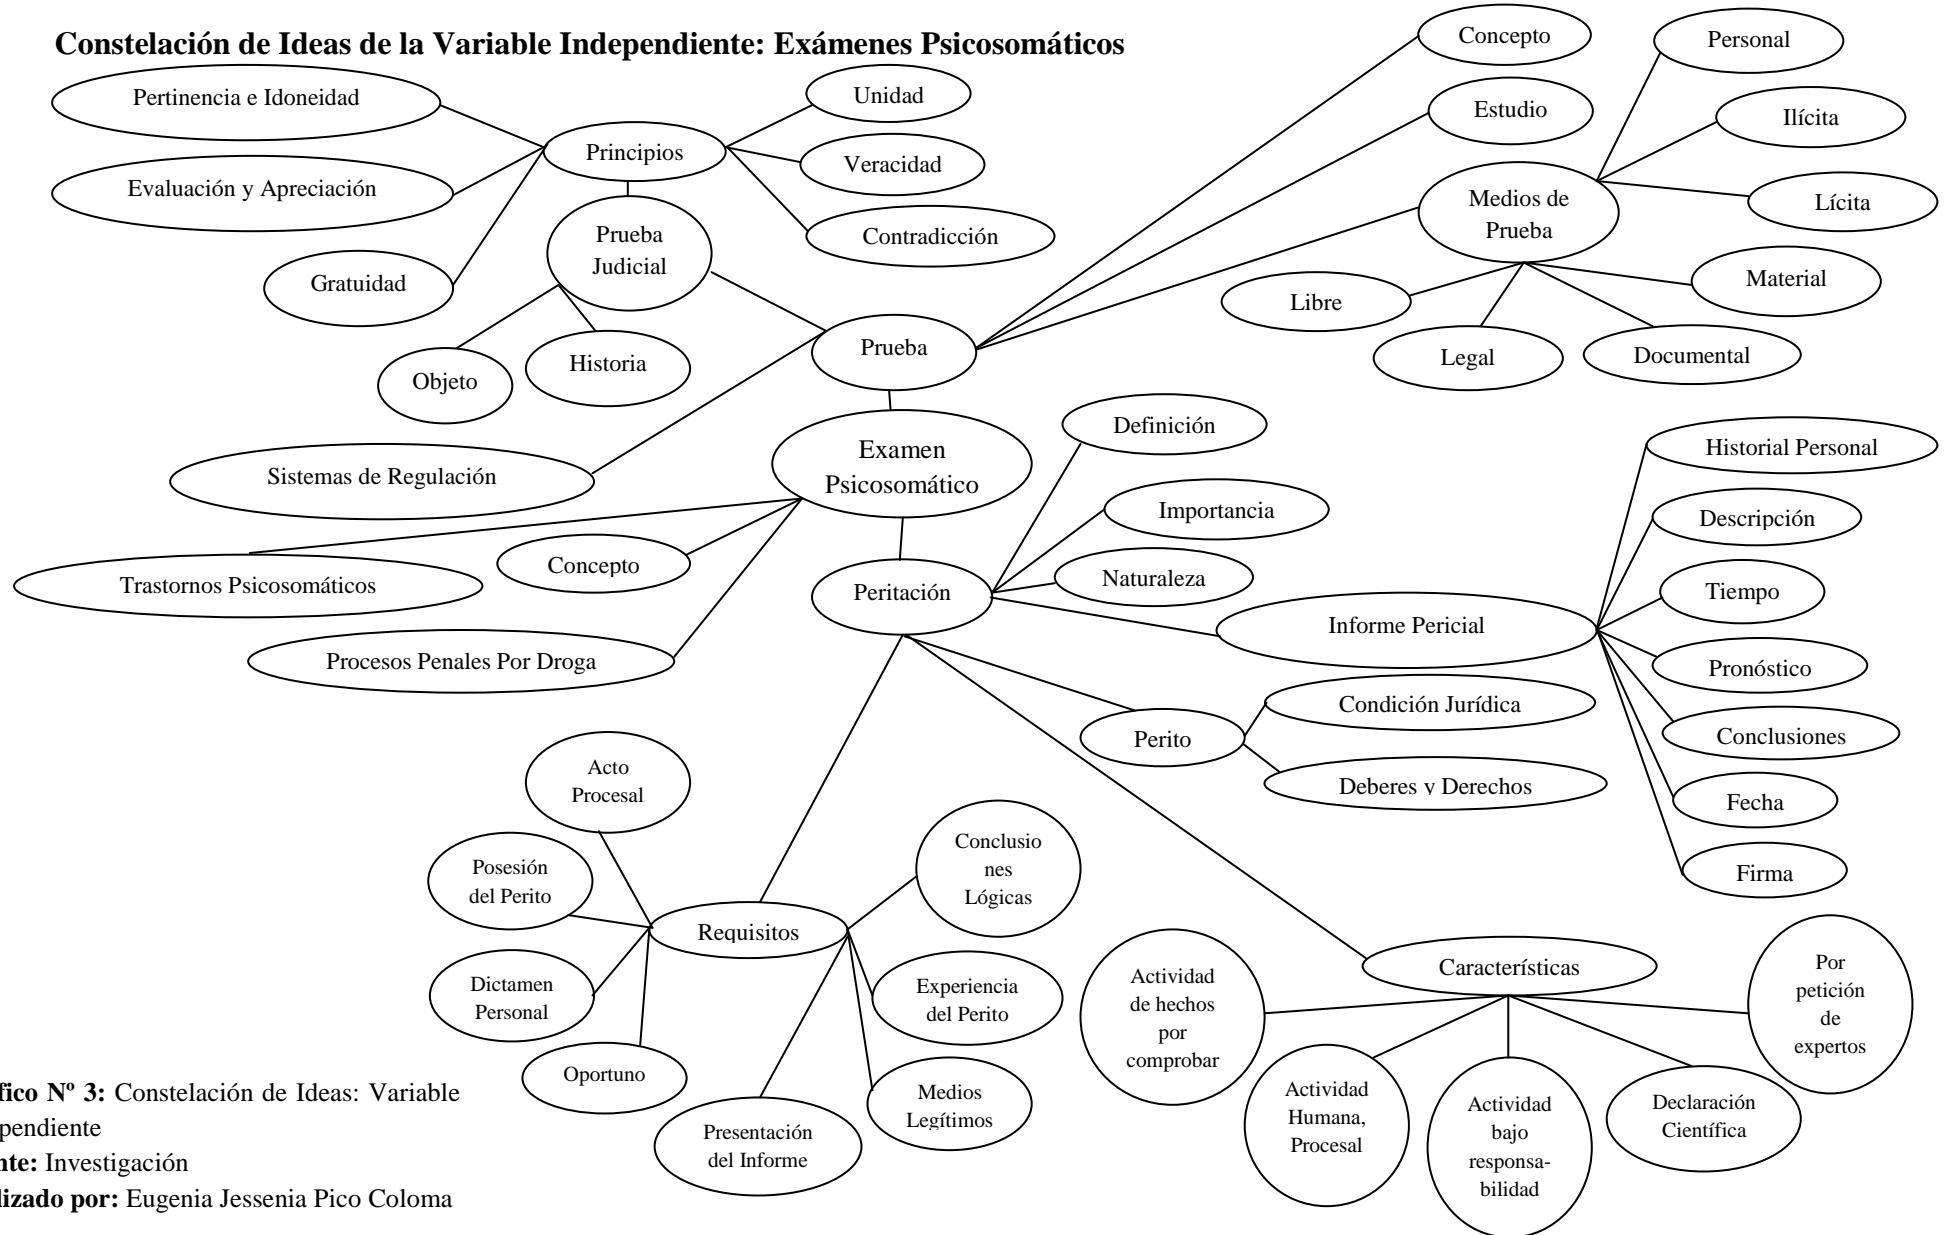 Constelación de Ideas de la Variable Independiente: Exámenes Psicosomáticos
Pertinencia e Idoneidad
Evaluación y Apreciación
Gratuidad
Principios
Unidad
Veracidad
Contradicción
Prueba
Judicial
Objeto
Historia
Sistemas de Regulación
Prueba
Concepto
Estudio
Medios de
Prueba
Personal
Ilícita
Lícita
Material
Documental
Legal
Libre
Examen
Psicosomático
Trastornos Psicosomáticos
Concepto
Procesos Penales Por Droga
Peritación
Definición
Importancia
Naturaleza
Informe Pericial
Historial Personal
Descripción
Tiempo
Pronóstico
Conclusiones
Fecha
Firma
Perito
Condición Jurídica
Deberes y Derechos
Requisitos
Acto
Procesal
Posesión
del Perito
Dictamen
Personal
Oportuno
Presentación
del Informe
Medios
Legítimos
Experiencia
del Perito
Conclusio
nes
Lógicas
Características
Actividad
de hechos
por
comprobar
Actividad
Humana,
Procesal
Actividad
bajo
responsa-
bilidad
Declaración
Científica
Por
petición
de
expertos
fico Nº 3: Constelación de Ideas: Variable
pendiente
nte: Investigación
lizado por: Eugenia Jessenia Pico Coloma